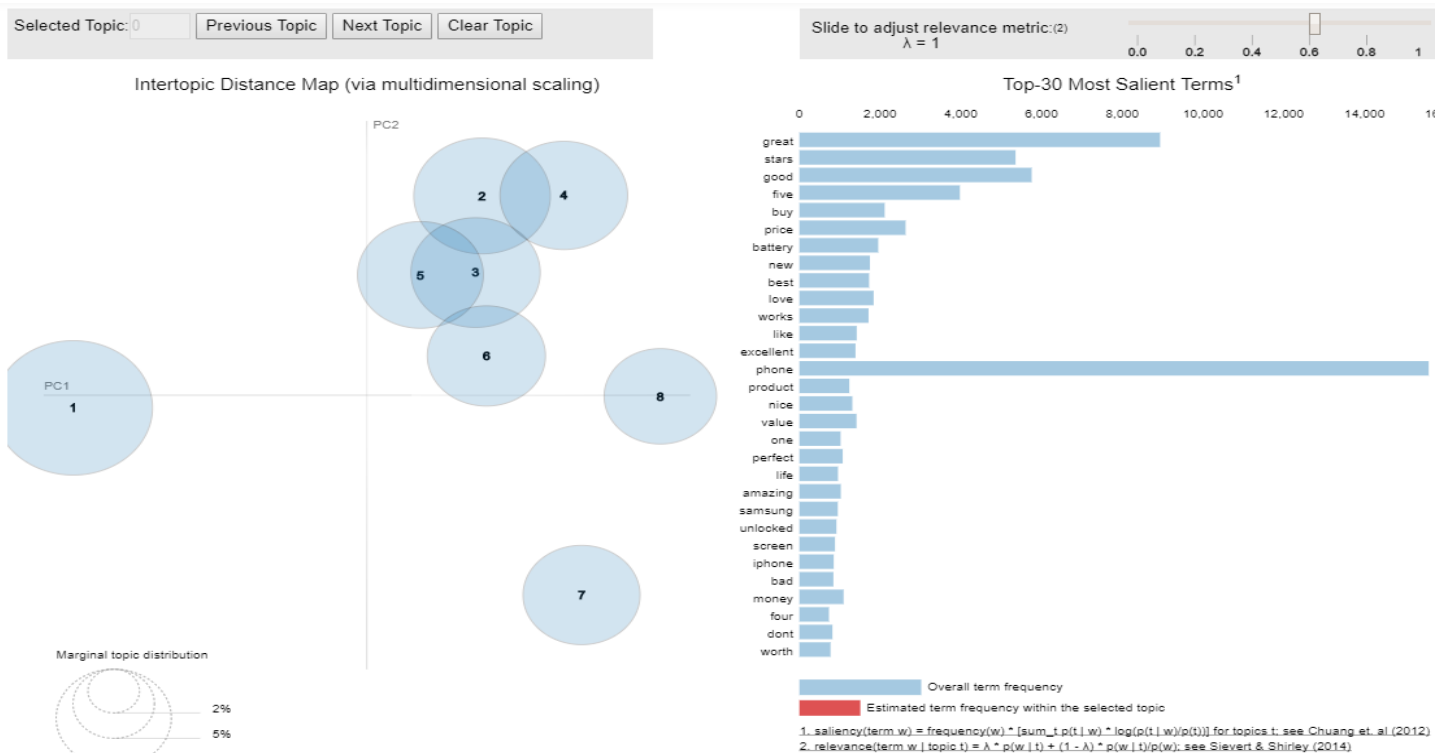 Selected Topic: 0 Previous Topic Next Topic Clear Topic
Slide to adjust relevance metric:(2)
λ = 1
0.0 0.2 0.4 0.6 0.8 1
Intertopic Distance Map (via multidimensional scaling)
PC2
2
4
5
3
6
PC1
1
8
7
Marginal topic distribution
2%
5%
Top-30 Most Salient Terms1
0 2,000 4,000 6,000 8,000 10,000 12,000 14,000 16
great
stars
good
five
buy
price
battery
new
best
love
works
like
excellent
phone
product
nice
value
one
perfect
life
amazing
samsung
unlocked
screen
iphone
bad
money
four
dont
worth
Overall term frequency
Estimated term frequency within the selected topic
1. saliency(term w) = frequency(w) * [sum_t p(t | w) * log(p(t | w)/p(t))] for topics t; see Chuang et. al (2012)
2. relevance(term w | topic t) = λ * p(w | t) + (1 - λ) * p(w | t)/p(w); see Sievert & Shirley (2014)